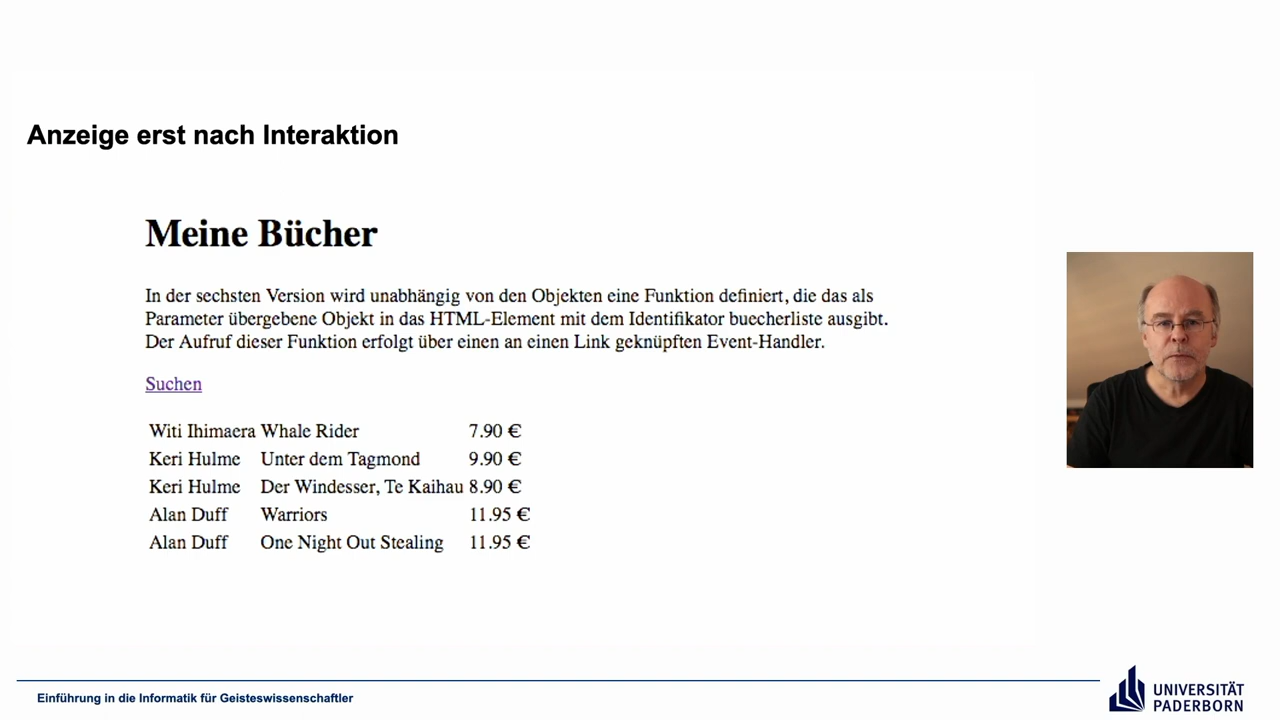 Anzeige erst nach Interaktion
Meine Bücher
In der sechsten Version wird unabhängig von den Objekten eine Funktion definiert, die das als
Parameter übergebene Objekt in das HTML-Element mit dem Identifikator buecherliste ausgibt.
Der Aufruf dieser Funktion erfolgt über einen an einen Link geknüpften Event-Handler.
Suchen
Witi Ihimaera Whale Rider 7.90 €
Keri Hulme Unter dem Tagmond 9.90 €
Keri Hulme Der Windesser, Te Kaihau 8.90 €
Alan Duff Warriors 11.95 €
Alan Duff One Night Out Stealing 11.95 €
Einführung in die Informatik für Geisteswissenschaftler
UNIVERSITÄT
PADERBORN